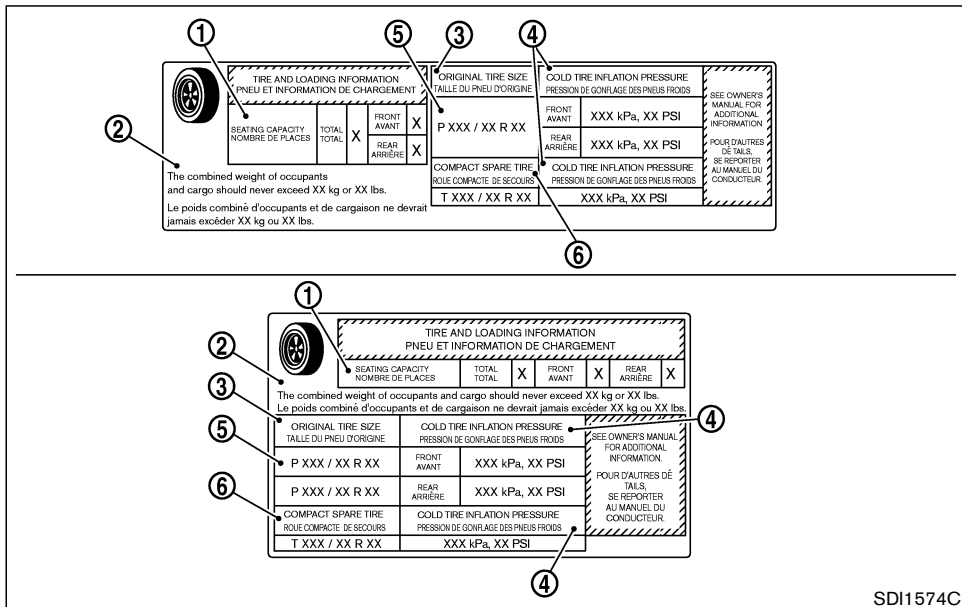 ① ⑤ ③ ④
②
TIRE AND LOADING INFORMATION
PNEU ET INFORMATION DE CHARGEMENT
SEATING CAPACITY
NOMBRE DE PLACES
TOTAL
TOTAL
X
FRONT
AVANT
X
REAR
ARRIÈRE
X
The combined weight of occupants
and cargo should never exceed XX kg or XX lbs.
Le poids combiné d'occupants et de cargaison ne devrait
jamais excéder XX kg ou XX lbs.
ORIGINAL TIRE SIZE
TAILLE DU PNEU D'ORIGINE
COLD TIRE INFLATION PRESSURE
PRESSION DE GONFLAGE DES PNEUS FROIDS
P XXX / XX R XX
FRONT
AVANT
XXX kPa, XX PSI
REAR
ARRIÈRE
XXX kPa, XX PSI
COMPACT SPARE TIRE
ROUE COMPACTE DE SECOURS
COLD TIRE INFLATION PRESSURE
PRESSION DE GONFLAGE DES PNEUS FROIDS
T XXX / XX R XX
XXX kPa, XX PSI
SEE OWNER'S
MANUAL FOR
ADDITIONAL
INFORMATION
POUR D'AUTRES
DÉ TAILS,
SE REPORTER
AU MANUEL DU
CONDUCTEUR.
⑥
①
②
③
⑤
⑥
TIRE AND LOADING INFORMATION
PNEU ET INFORMATION DE CHARGEMENT
SEATING CAPACITY
NOMBRE DE PLACES
TOTAL
TOTAL
X
FRONT
AVANT
X
REAR
ARRIÈRE
X
The combined weight of occupants and cargo should never exceed XX kg or XX lbs.
Le poids combiné d'occupants et de cargaison ne devrait jamais excéder XX kg ou XX lbs.
ORIGINAL TIRE SIZE
TAILLE DU PNEU D'ORIGINE
COLD TIRE INFLATION PRESSURE
PRESSION DE GONFLAGE DES PNEUS FROIDS
④
P XXX / XX R XX
FRONT
AVANT
XXX kPa, XX PSI
P XXX / XX R XX
REAR
ARRIÈRE
XXX kPa, XX PSI
COMPACT SPARE TIRE
ROUE COMPACTE DE SECOURS
COLD TIRE INFLATION PRESSURE
PRESSION DE GONFLAGE DES PNEUS FROIDS
T XXX / XX R XX
XXX kPa, XX PSI
SEE OWNER'S MANUAL
FOR ADDITIONAL
INFORMATION.
POUR D'AUTRES DÉ
TAILS,
SE REPORTER
AU MANUEL DU
CONDUCTEUR.
④
SDI1574C